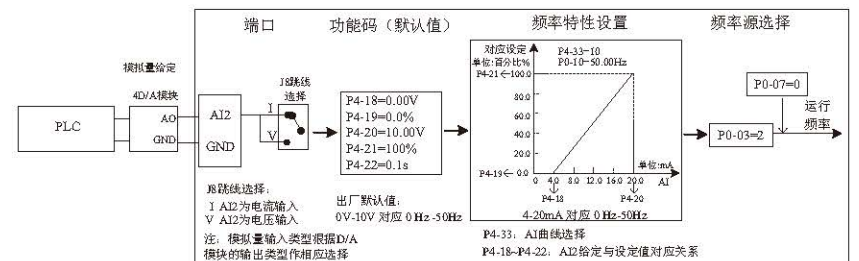 端口
功能码（默认值）
频率特性设置
频率源选择
模拟量给定
4D/A模块
PLC
AO
GND
AI2
GND
J8跳线
选择
I
V
P4-18=0.00V
P4-19=0.0%
P4-20=10.00V
P4-21=100%
P4-22=0.1s
对应设定
单位:百分比%
P4-33=10
P0-10=50.00Hz
P4-21
100.0
80.0
60.0
40.0
20.0
P4-19
0.0
单位:mA
0 4.0 8.0 12.0 16.0 20.0 AI
P4-18
P4-20
4-20mA 对应 0 Hz-50Hz
P0-07=0
P0-03=2
运行
频率
J8跳线选择：
I AI2为电流输入
V AI2为电压输入
注：模拟量输入类型根据D/A
模块的输出类型作相应选择
出厂默认值：
0V-10V 对应 0 Hz -50Hz
P4-33：AI曲线选择
P4-18~P4-22：AI2给定与设定值对应关系